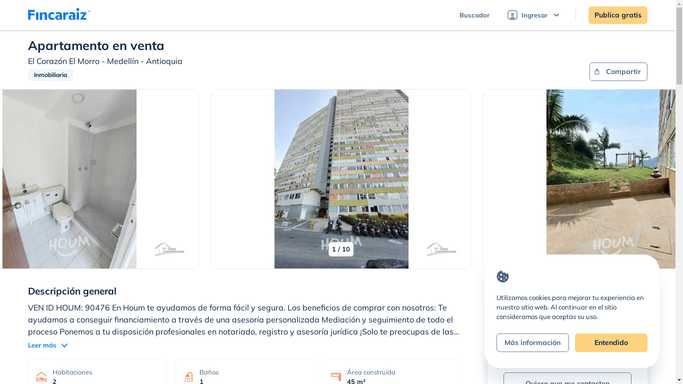 Fincaraiz
Buscador
Ingresar
Publica gratis
Apartamento en venta
El Corazón El Morro - Medellín - Antioquia
Inmobiliaria
Compartir
HOUM
HOUM
HOUM
1 / 10
Descripción general
VEN ID HOUM: 90476 En Houm te ayudamos de forma fácil y segura. Los beneficios de comprar con nosotros: Te
ayudamos a conseguir financiamiento a través de una asesoría personalizada Mediación y seguimiento de todo el
proceso Ponemos a tu disposición profesionales en notariado, registro y asesoría jurídica ¡Solo te preocupas de las...
Leer más
Habitaciones
2
Baños
1
Área construida
45 m²
Utilizamos cookies para mejorar tu experiencia en
nuestro sitio web. Al continuar en el sitio
consideramos que aceptas su uso.
Más información
Entendido
Quiero que me contacten